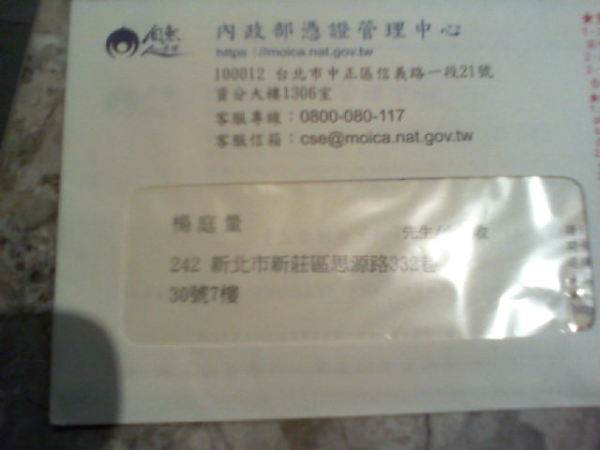 內政部憑證管理中心
https://moica.nat.gov.tw
100012 台北市中正區信義路一段21號
資分大樓1306室
客服專線：0800-080-117
客服信箱：cse@moica.nat.gov.tw
楊庭量 先生/ 收
242 新北市新莊區思源路332巷
30號7樓